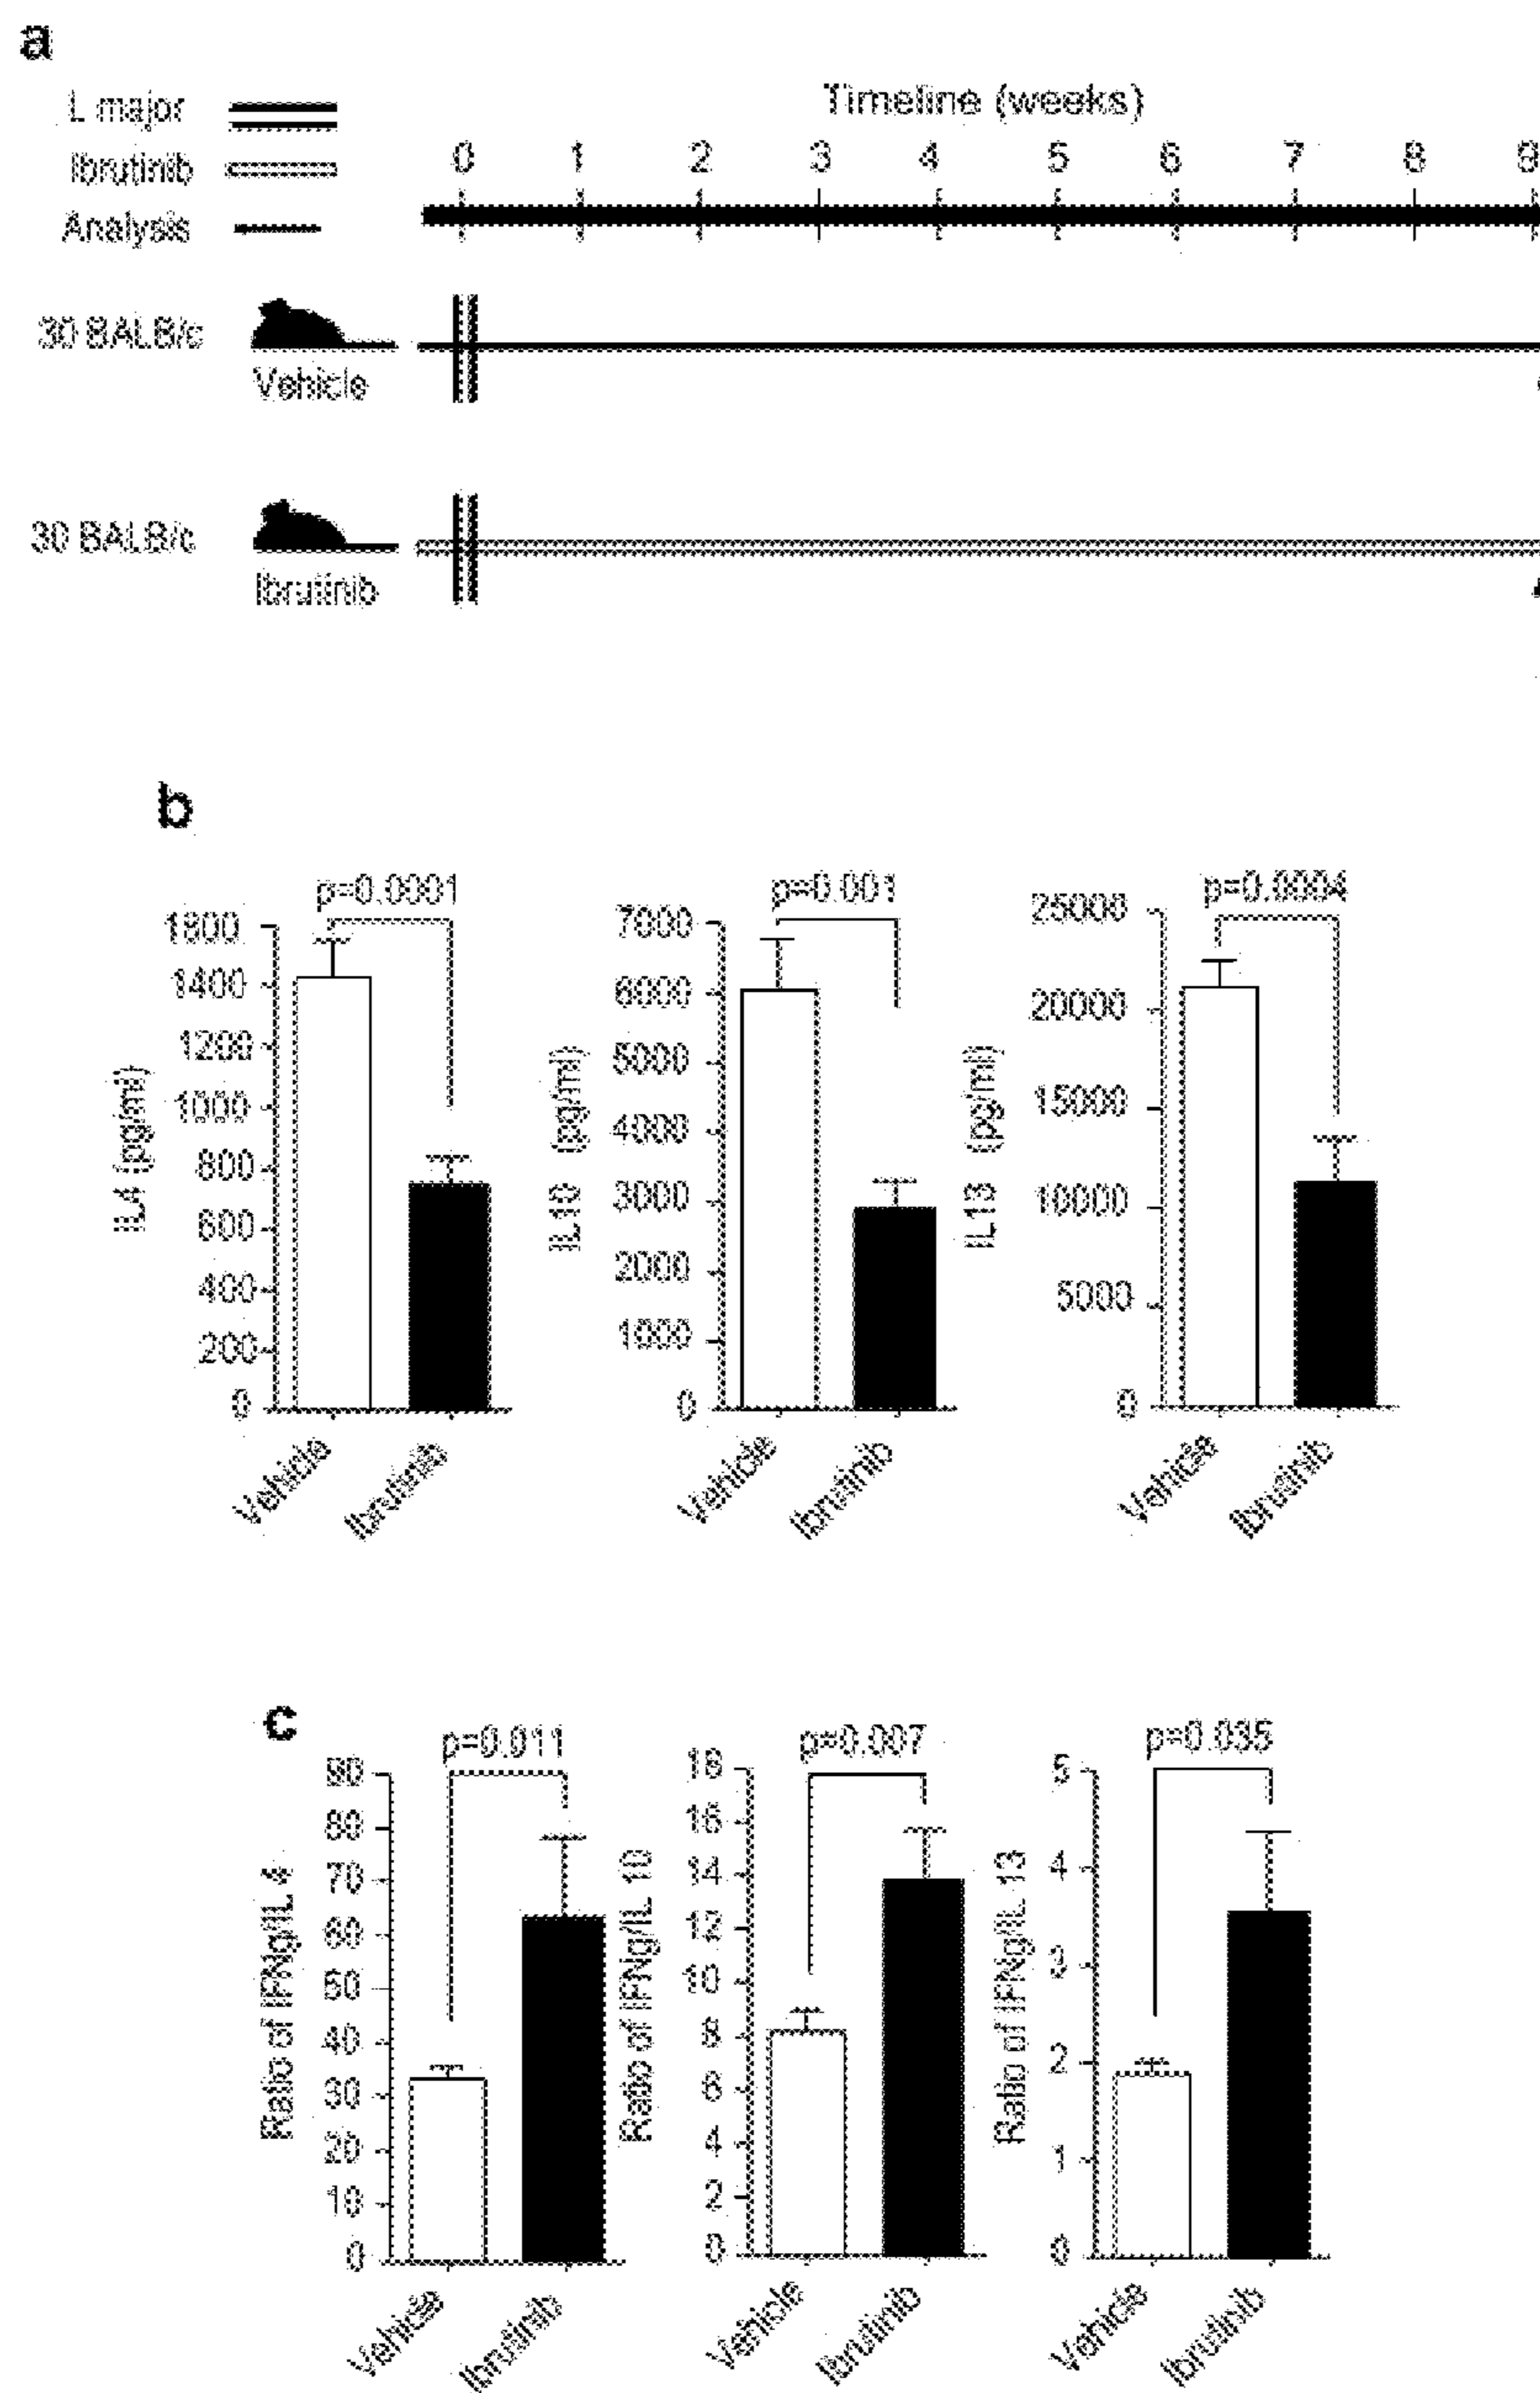 a
L major
Ibrutinib
Analysis
Timeline (weeks)
0 1 2 3 4 5 6 7 8 9
30 BALB/c
Vehicle
30 BALB/c
Ibrutinib
b
p=0.0001
IL4 (pg/ml)
1600
1400
1200
1000
800
600
400
200
0
Vehicle
Ibrutinib
p=0.001
IL10 (pg/ml)
7000
6000
5000
4000
3000
2000
1000
0
Vehicle
Ibrutinib
p=0.0004
IL13 (pg/ml)
25000
20000
15000
10000
5000
0
Vehicle
Ibrutinib
c
p=0.011
Ratio of IFNg/IL 4
90
80
70
60
50
40
30
20
10
0
Vehicle
Ibrutinib
p=0.007
Ratio of IFNg/IL 10
18
16
14
12
10
8
6
4
2
0
Vehicle
Ibrutinib
p=0.035
Ratio of IFNg/IL 13
5
4
3
2
1
0
Vehicle
Ibrutinib